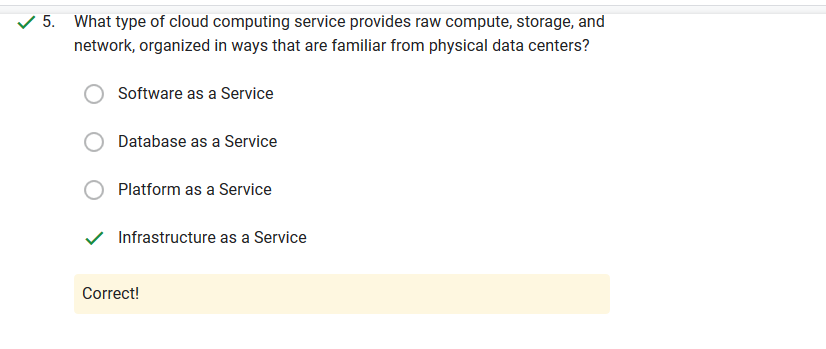 5. What type of cloud computing service provides raw compute, storage, and
network, organized in ways that are familiar from physical data centers?
Software as a Service
Database as a Service
Platform as a Service
Infrastructure as a Service
Correct!